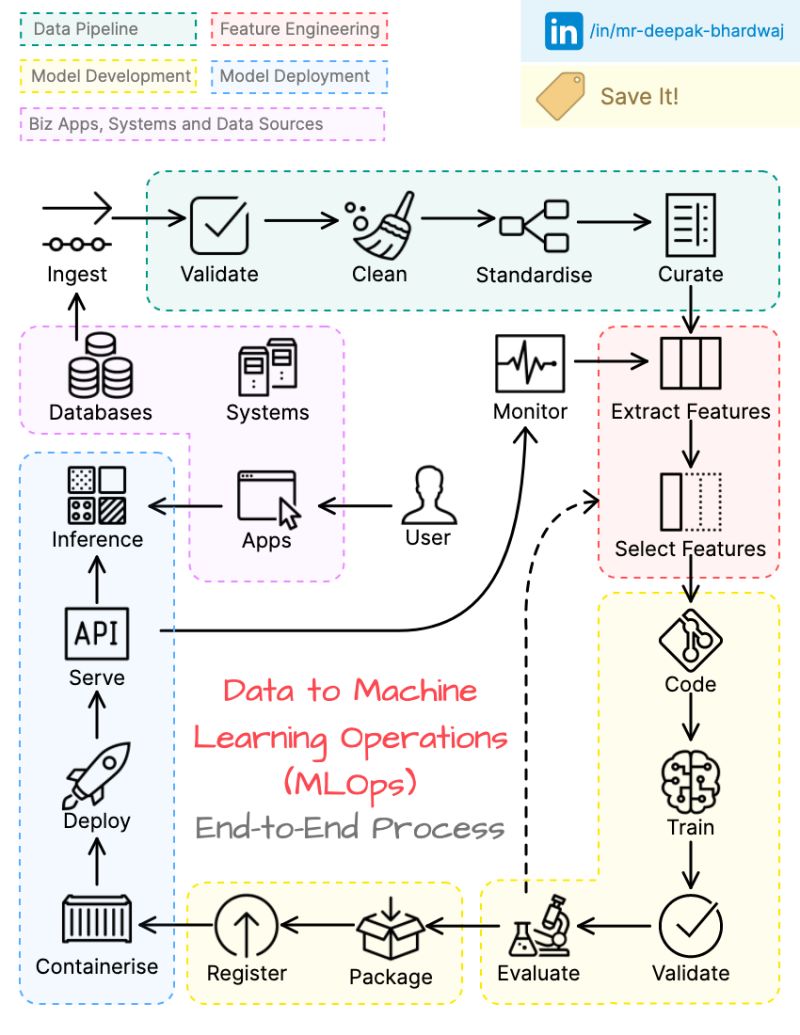 Data Pipeline
Feature Engineering
Model Development
Model Deployment
Biz Apps, Systems and Data Sources
in /in/mr-deepak-bhardwaj
Save It!
Ingest
Validate
Clean
Standardise
Curate
Databases
Systems
Monitor
Extract Features
Inference
Apps
User
Select Features
API
Serve
Code
Data to Machine
Learning Operations
(MLOps)
End-to-End Process
Deploy
Train
Containerise
Register
Package
Evaluate
Validate